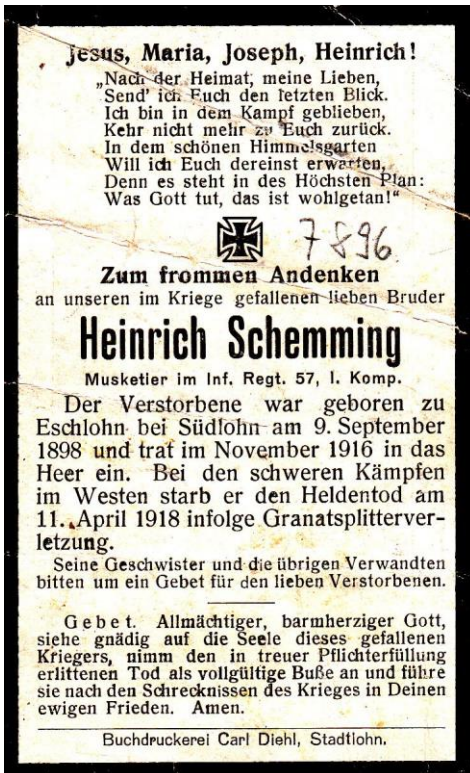 Jesus, Maria, Joseph, Heinrich!
„Nach der Heimat, meine Lieben,
Send' ich Euch den letzten Blick.
Ich bin in dem Kampf geblieben,
Kehr nicht mehr zu Euch zurück.
In dem schönen Himmelsgarten
Will ich Euch dereinst erwarten,
Denn es steht in des Höchsten Plan:
Was Gott tut, das ist wohlgetan!“
7896
Zum frommen Andenken
an unseren im Kriege gefallenen lieben Bruder
Heinrich Schemming
Musketier im Inf. Regt. 57, I. Komp.
Der Verstorbene war geboren zu
Eschlohn bei Südlohn am 9. September
1898 und trat im November 1916 in das
Heer ein. Bei den schweren Kämpfen
im Westen starb er den Heldentod am
11. April 1918 infolge Granatsplitterver-
letzung.
Seine Geschwister und die übrigen Verwandten
bitten um ein Gebet für den lieben Verstorbenen.
Gebet. Allmächtiger, barmherziger Gott,
siehe gnädig auf die Seele dieses gefallenen
Kriegers, nimm den in treuer Pflichterfüllung
erlittenen Tod als vollgültige Buße an und führe
sie nach den Schrecknissen des Krieges in Deinen
ewigen Frieden. Amen.
Buchdruckerei Carl Diehl, Stadtlohn.